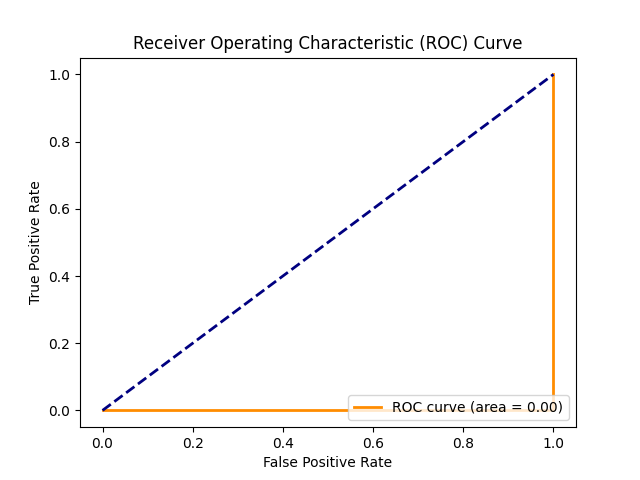 Receiver Operating Characteristic (ROC) Curve
1.0
0.8
0.6
0.4
0.2
0.0
True Positive Rate
ROC curve (area = 0.00)
0.0 0.2 0.4 0.6 0.8 1.0
False Positive Rate